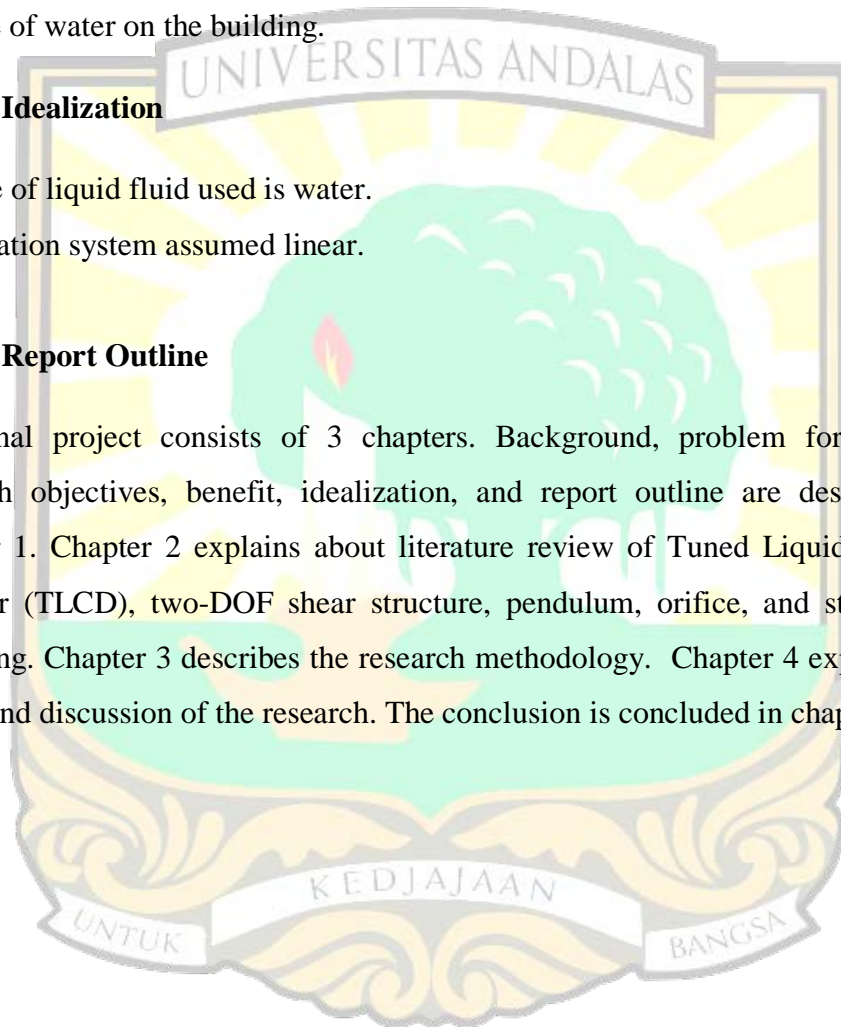 e of water on the building.
UNIVERSITAS ANDALAS
Idealization
e of liquid fluid used is water.
ation system assumed linear.
Report Outline
nal project consists of 3 chapters. Background, problem for
h objectives, benefit, idealization, and report outline are des
1. Chapter 2 explains about literature review of Tuned Liquid
r (TLCD), two-DOF shear structure, pendulum, orifice, and st
ng. Chapter 3 describes the research methodology. Chapter 4 exp
nd discussion of the research. The conclusion is concluded in chap
KEDJAJAAN
UNTUK
BANGSA